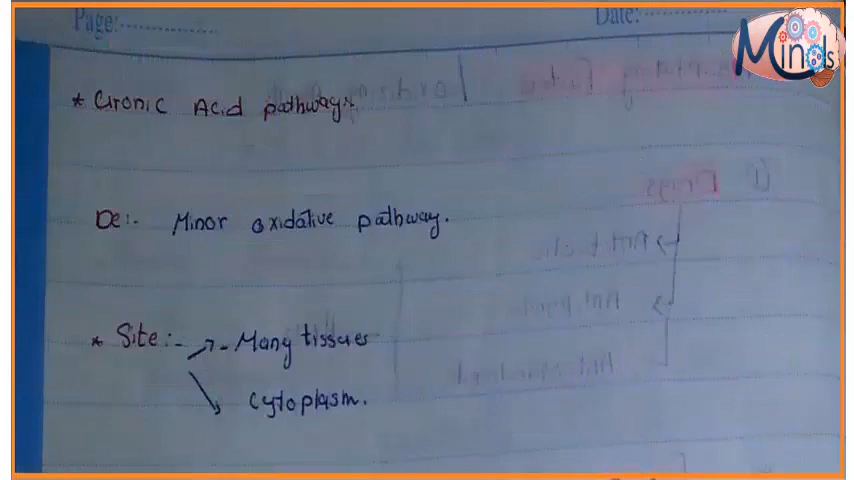 Page:
Date:
Minds
* Uronic Acid pathway:
De:- Minor oxidative pathway.
* Site:- → - Many tissues
Cytoplasm.